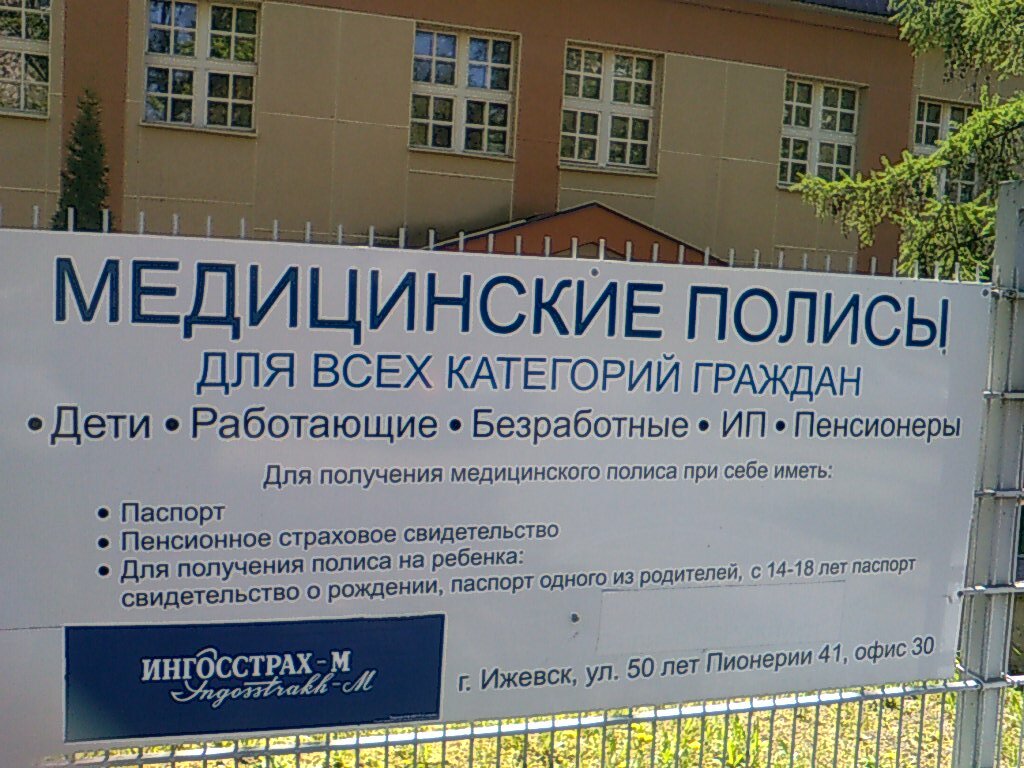 МЕДИЦИНСКИЕ ПОЛИСЫ
ДЛЯ ВСЕХ КАТЕГОРИЙ ГРАЖДАН
• Дети • Работающие • Безработные • ИП • Пенсионеры
Для получения медицинского полиса при себе иметь:
• Паспорт
• Пенсионное страховое свидетельство
• Для получения полиса на ребенка:
свидетельство о рождении, паспорт одного из родителей, с 14-18 лет паспорт
ИНГОССТРАХ-М
Ingosstrakh-M
г. Ижевск, ул. 50 лет Пионерии 41, офис 30